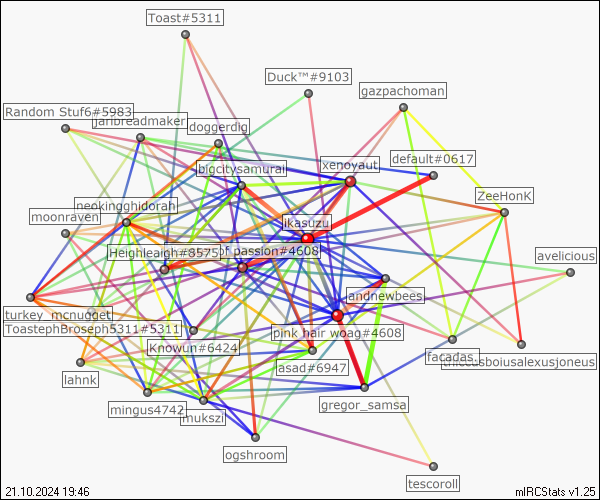 Toast#5311
Duck™#9103
gazpachoman
Random Stuf6#5983
janbreadmaker
doggerdig
default#0617
xenoyaut
bigcitysamurai
ZeeHonK
neokingghidorah
moonraven
ikasuzu
Heighleaigh#8575
of passion#4608
avelicious
andnewbees
turkey_mcnugget
ToastephBroseph5311#5311
pink hair woag#4608
Knowun#6424
facadas
asad#6947
lahnk
gregor_samsa
mingus4742
mukszi
ogshroom
tescoroll
21.10.2024 19:46
mIRCStats v1.25